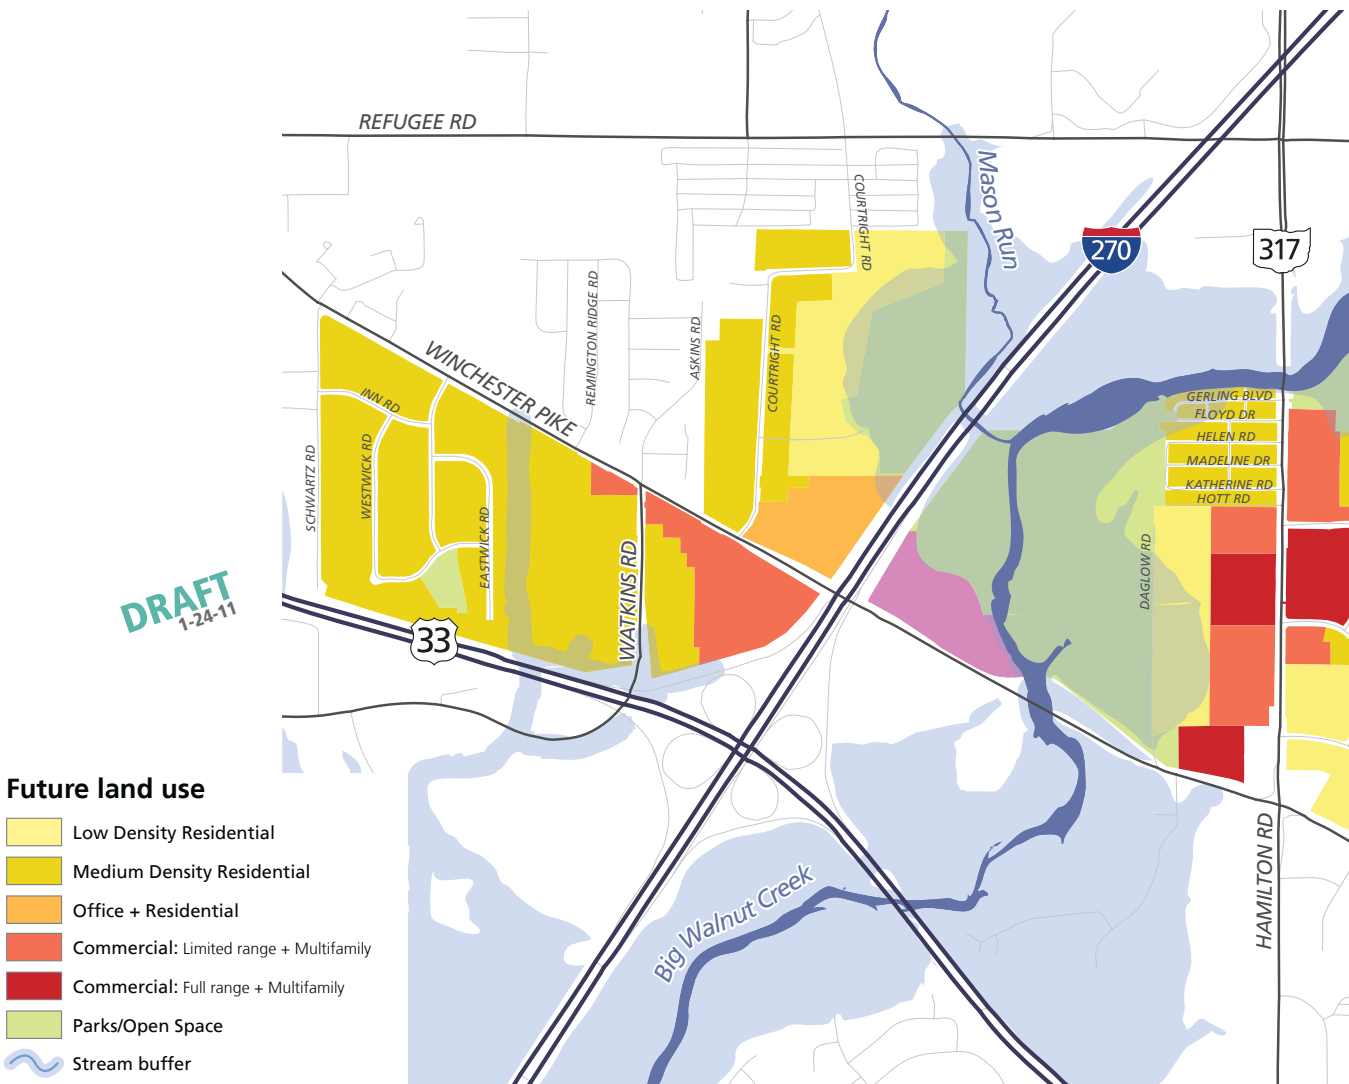 REFUGEE RD
Mason Run
COURTRIGHT RD
270
317
REMINGTON RIDGE RD
ASKINS RD
COURTRIGHT RD
WINCHESTER PIKE
INN RD
GERLING BLVD
FLOYD DR
HELEN RD
MADELINE DR
KATHERINE RD
HOTT RD
SCHWARTZ RD
WESTWICK RD
EASTWICK RD
WATKINS RD
DAGLOW RD
DRAFT
1-24-11
33
Future land use
Low Density Residential
Medium Density Residential
Office + Residential
Commercial: Limited range + Multifamily
Commercial: Full range + Multifamily
Parks/Open Space
Stream buffer
Big Walnut Creek
HAMILTON RD